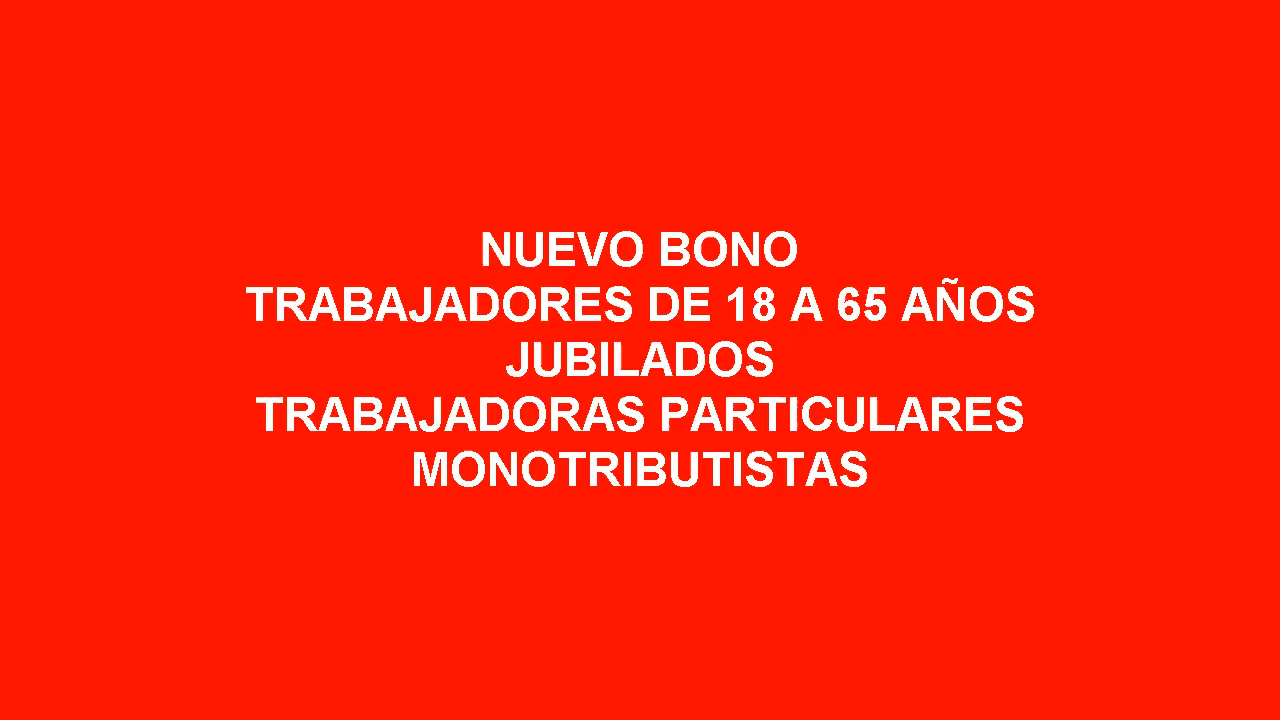 NUEVO BONO
TRABAJADORES DE 18 A 65 AÑOS
JUBILADOS
TRABAJADORAS PARTICULARES
MONOTRIBUTISTAS